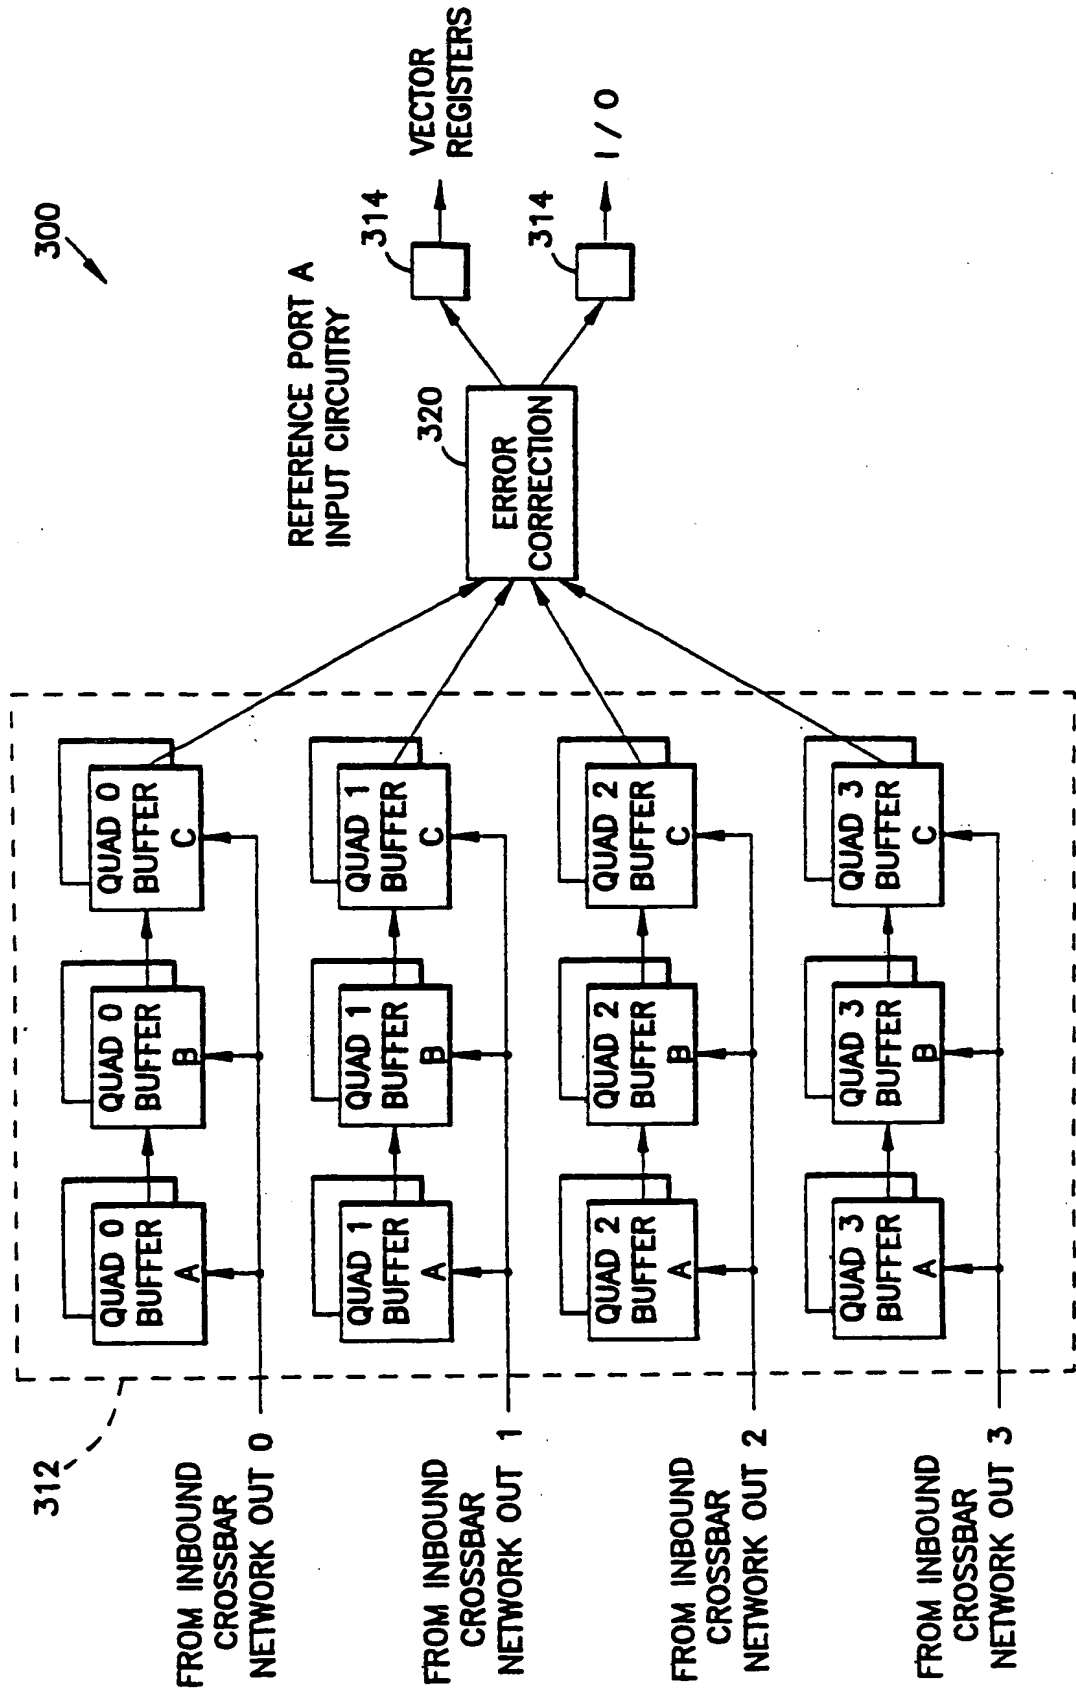 300
REFERENCE PORT A
INPUT CIRCUITRY
312
QUAD 0
BUFFER
A
QUAD 0
BUFFER
B
QUAD 0
BUFFER
C
FROM INBOUND
CROSSBAR
NETWORK OUT 0
QUAD 1
BUFFER
A
QUAD 1
BUFFER
B
QUAD 1
BUFFER
C
FROM INBOUND
CROSSBAR
NETWORK OUT 1
QUAD 2
BUFFER
A
QUAD 2
BUFFER
B
QUAD 2
BUFFER
C
FROM INBOUND
CROSSBAR
NETWORK OUT 2
QUAD 3
BUFFER
A
QUAD 3
BUFFER
B
QUAD 3
BUFFER
C
FROM INBOUND
CROSSBAR
NETWORK OUT 3
320
ERROR
CORRECTION
314
VECTOR
REGISTERS
314
I / O